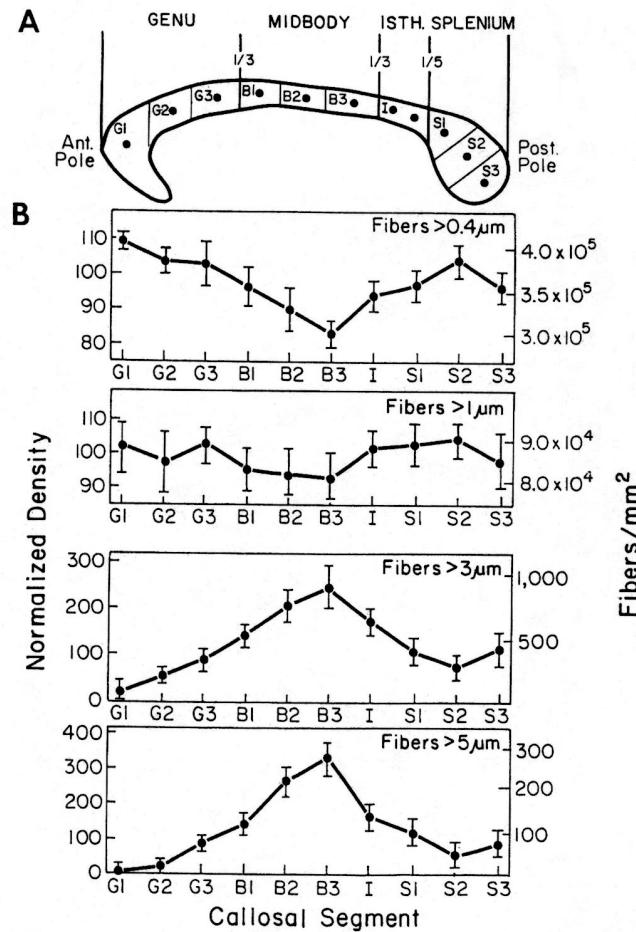 A
GENU MIDBODY ISTH. SPLENIUM
1/3 1/3 1/5
G1 G2 G3 B1 B2 B3 I S1 S2 S3
Ant. Pole
Post. Pole
B
Normalized Density
Fibers/mm²
Fibers >0.4μm
110
100
90
80
4.0 x 10⁵
3.5 x 10⁵
3.0 x 10⁵
G1 G2 G3 B1 B2 B3 I S1 S2 S3
Fibers >1μm
110
100
90
9.0 x 10⁴
8.0 x 10⁴
G1 G2 G3 B1 B2 B3 I S1 S2 S3
Fibers >3μm
300
200
100
0
1,000
500
G1 G2 G3 B1 B2 B3 I S1 S2 S3
Fibers >5μm
400
300
200
100
0
300
200
100
G1 G2 G3 B1 B2 B3 I S1 S2 S3
Callosal Segment